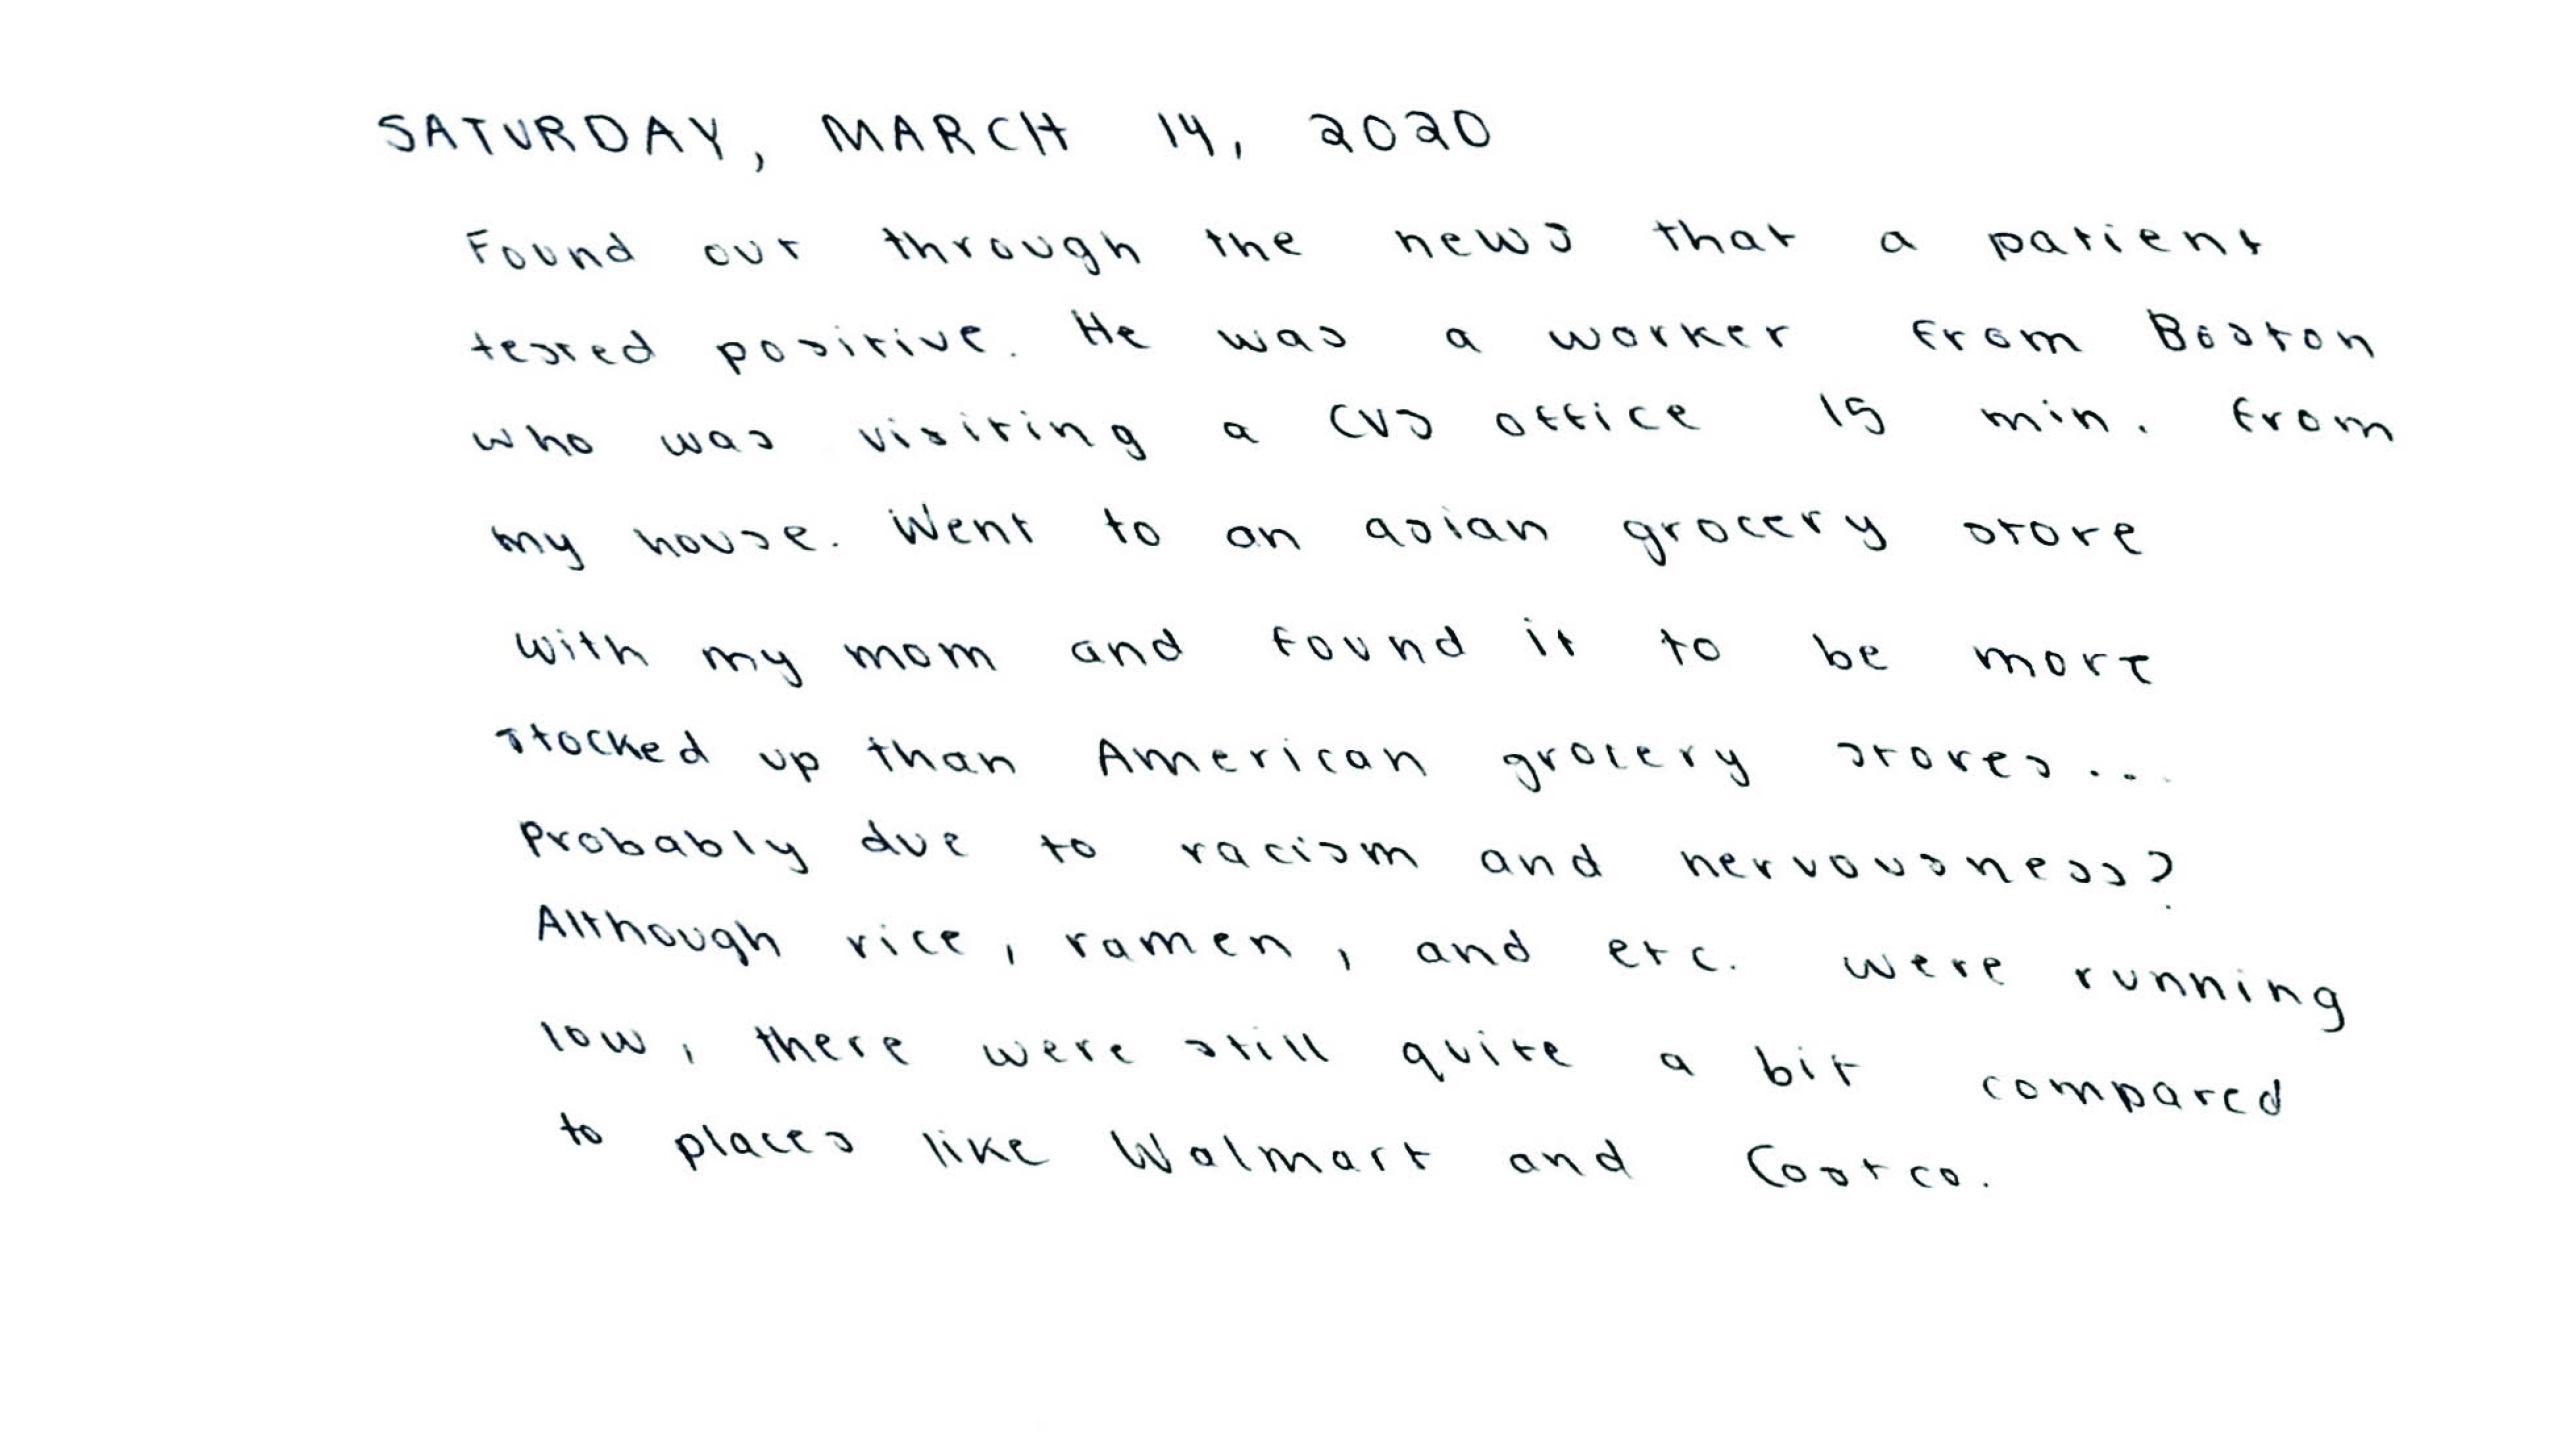 SATURDAY, MARCH 14, 2020
Found out through the news that a patient
tested positive. He was a worker from Boston
who was visiting a CVS office 15 min. from
my house. Went to an asian grocery store
with my mom and found it to be more
stocked up than American grocery stores...
Probably due to racism and nervousness?
Although rice, ramen, and etc. were running
low, there were still quite a bit compared
to places like Walmart and Costco.